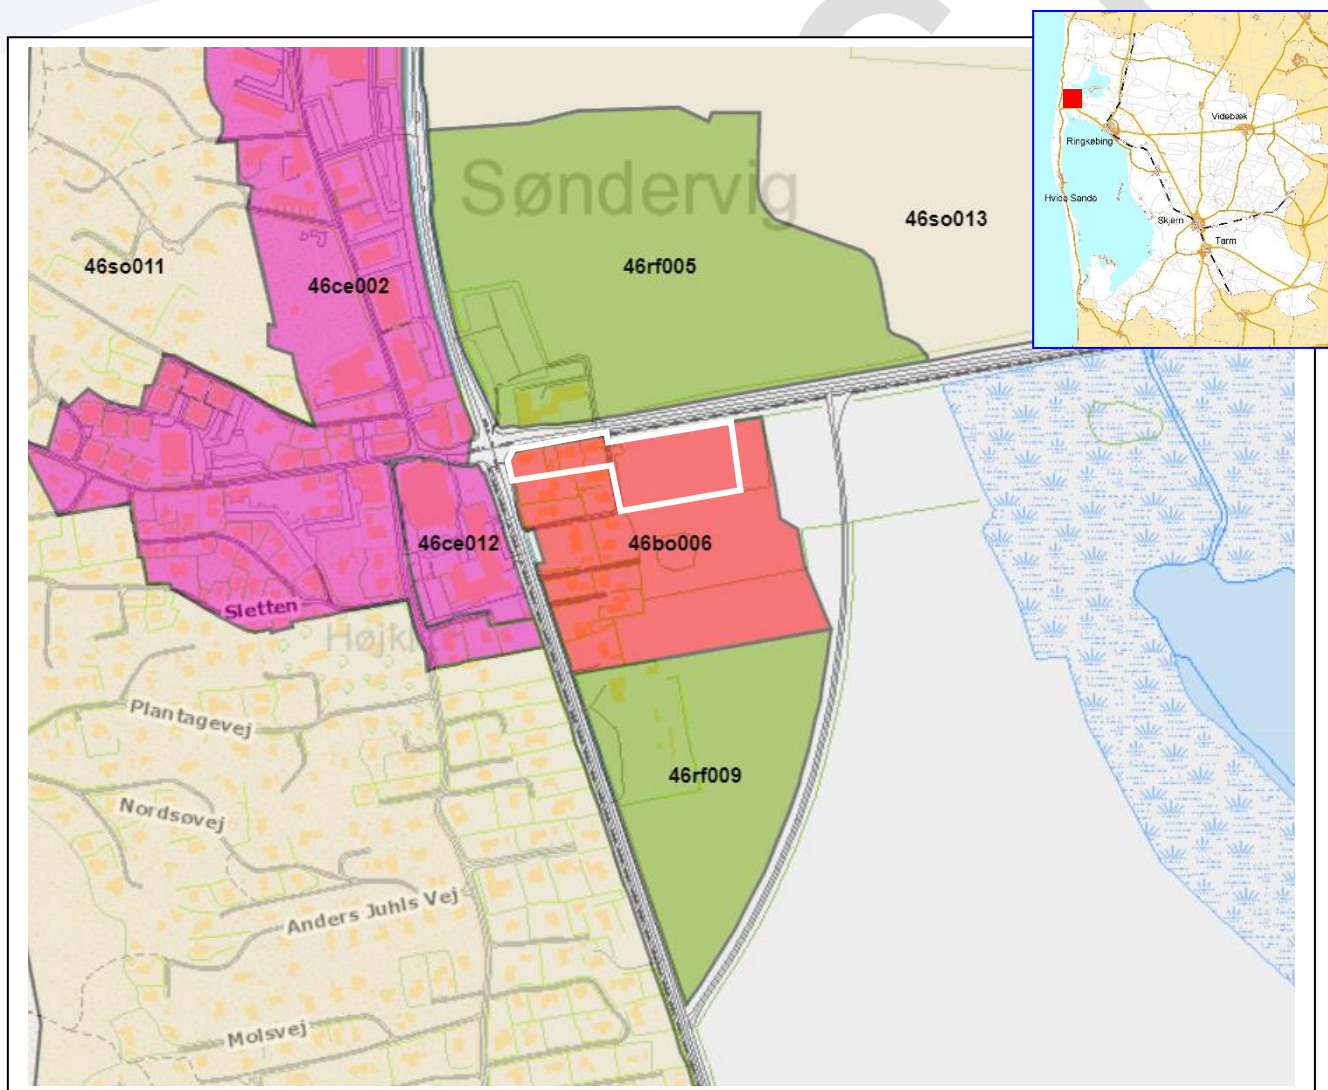 Videbæk
Ringkøbing
Hvide Sande
Skjern
Tarm
Søndervig
46so013
46so011
46rf005
46ce002
46ce012
46bo006
Sletten
Plantagevej
46rf009
Nordsøvej
Anders Juhls Vej
Molsvej